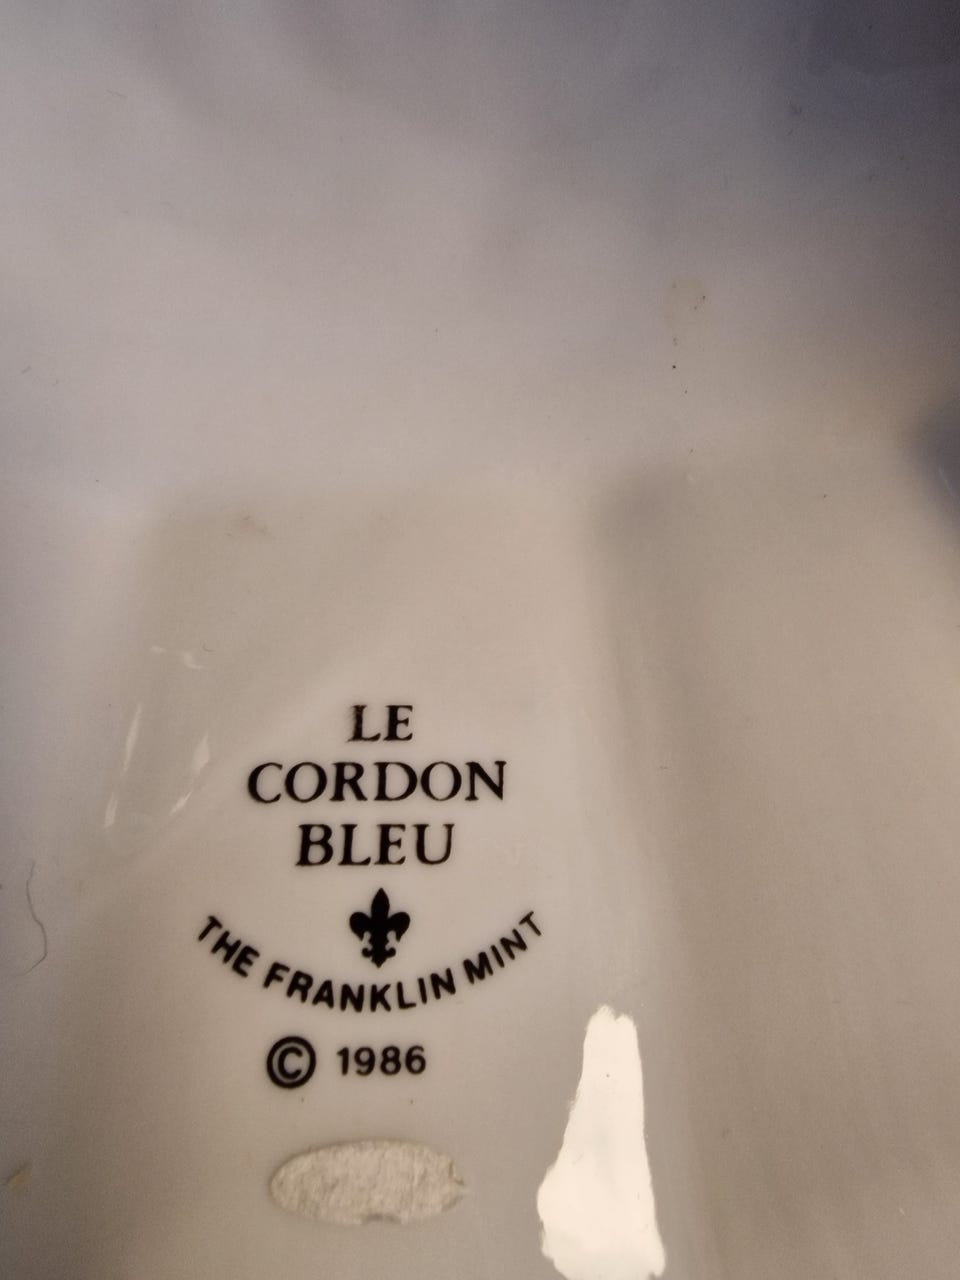 LE
CORDON
BLEU
THE FRANKLIN MINT
© 1986